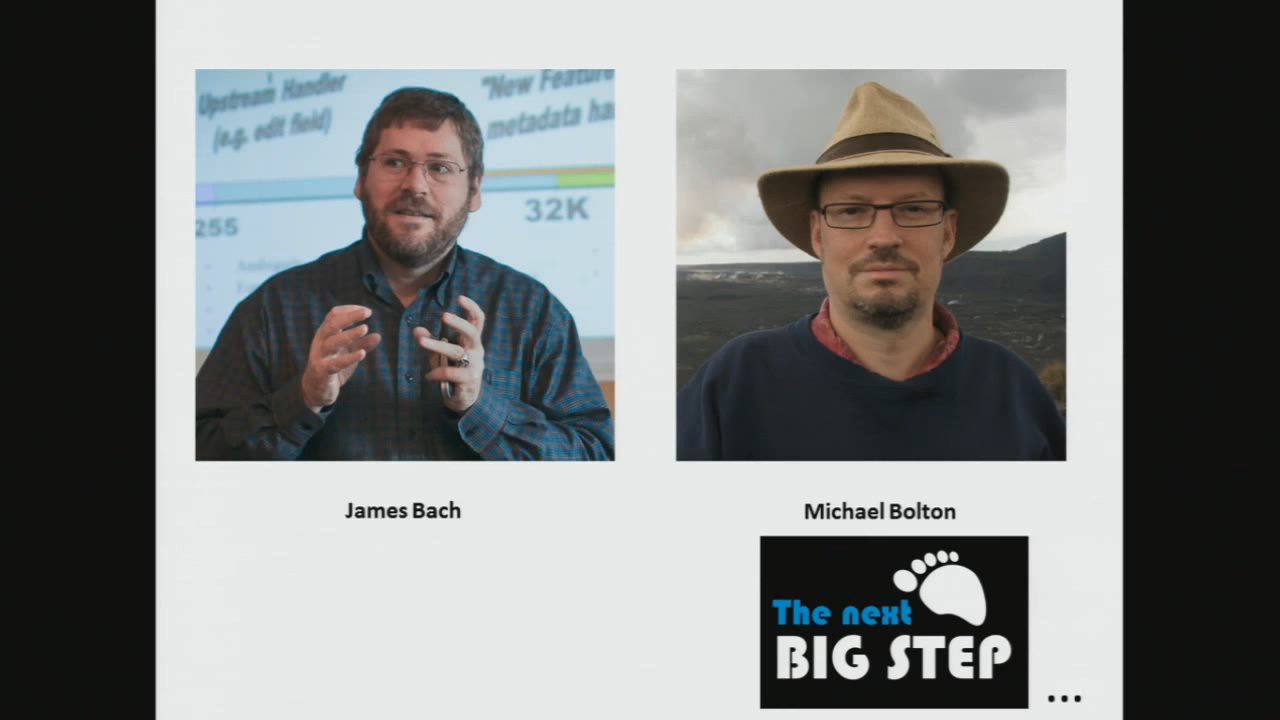 Upstream Handler
(e.g. edit field)
"New Feature
metadata ha
255
32K
James Bach
Michael Bolton
The next
BIG STEP
...